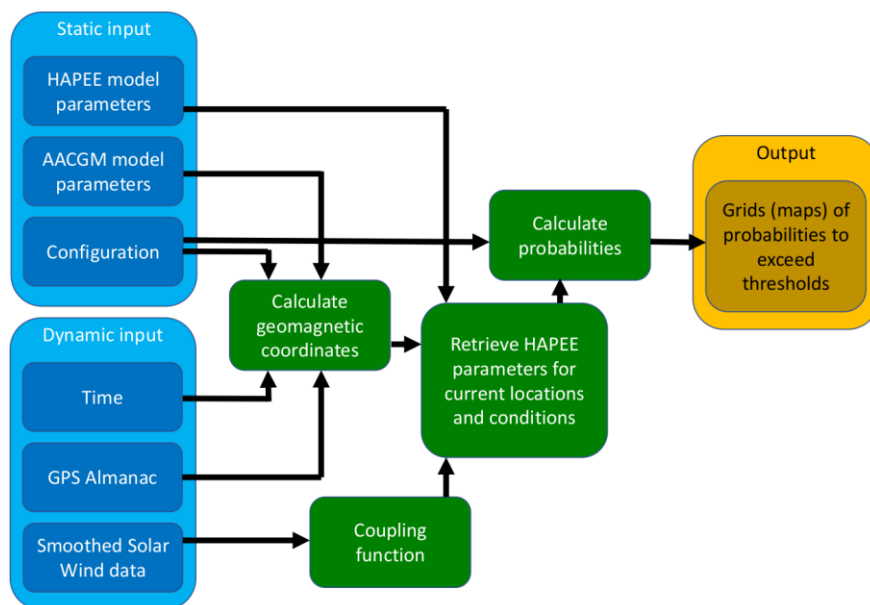 Static input
HAPEE model
parameters
AACGM model
parameters
Configuration
Dynamic input
Time
GPS Almanac
Smoothed Solar
Wind data
Calculate
geomagnetic
coordinates
Coupling
function
Retrieve HAPEE
parameters for
current locations
and conditions
Calculate
probabilities
Output
Grids (maps) of
probabilities to
exceed
thresholds